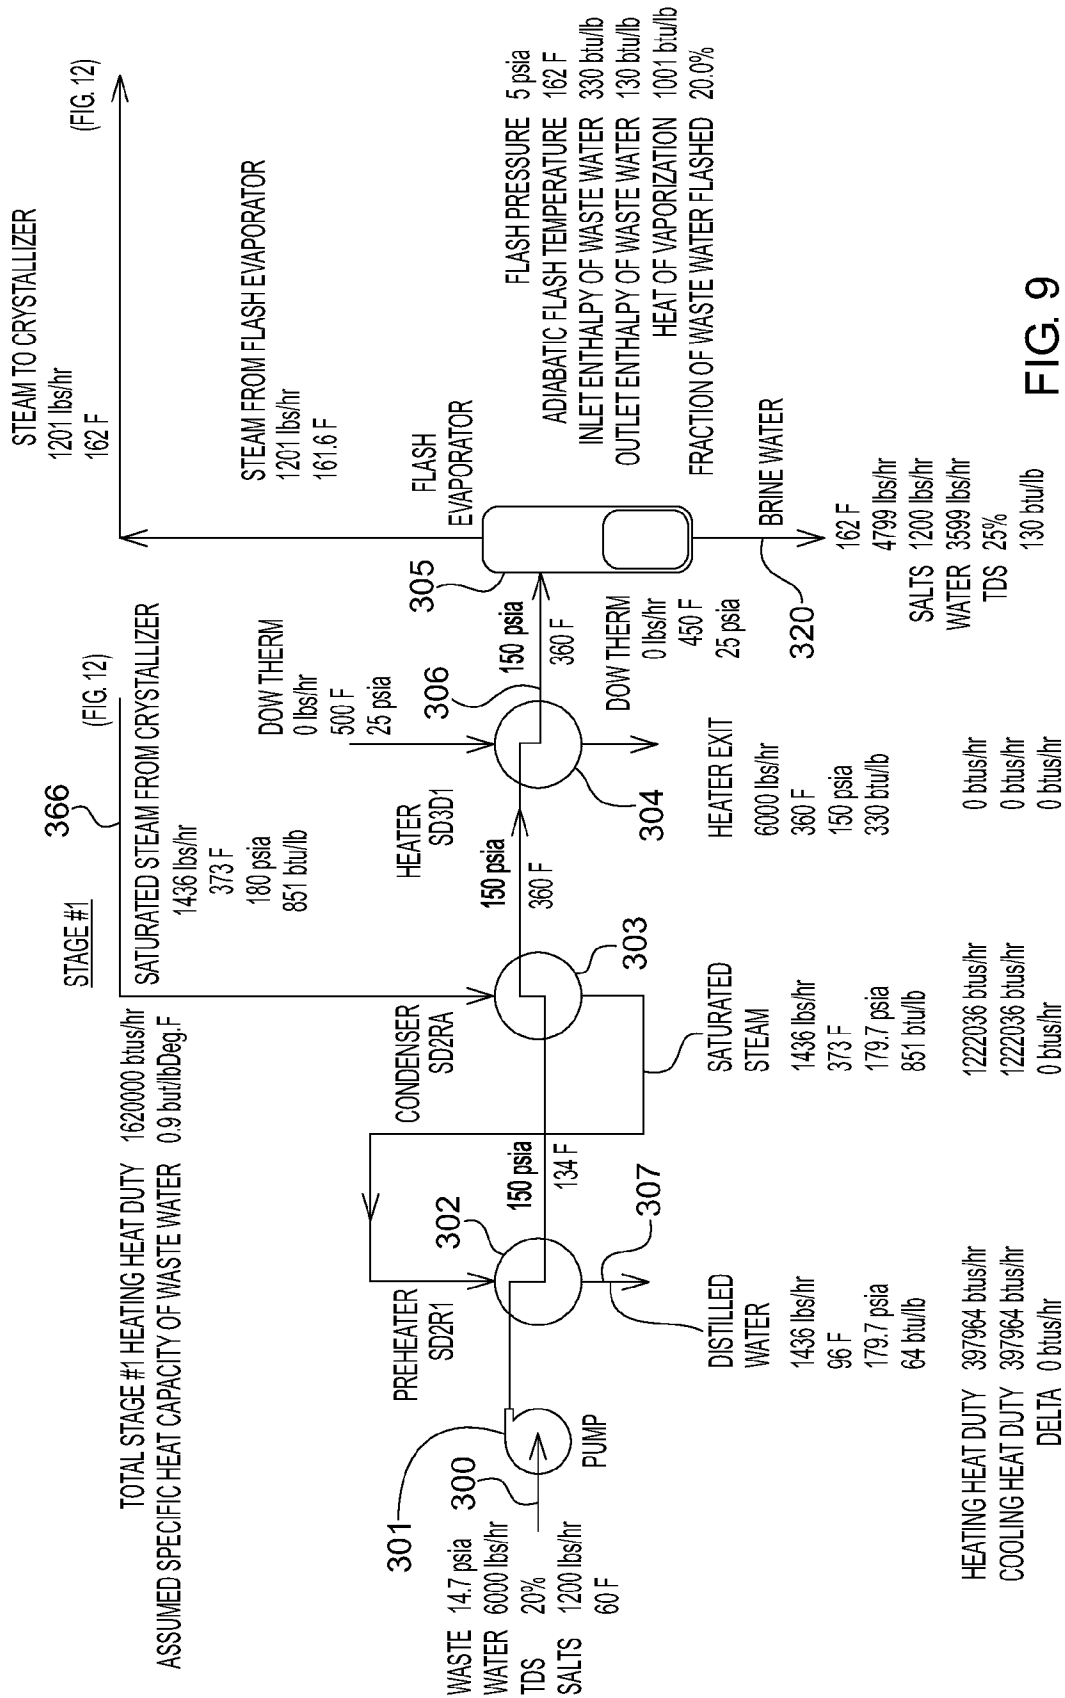 STAGE #1
TOTAL STAGE #1 HEATING HEAT DUTY 1620000 btus/hr
ASSUMED SPECIFIC HEAT CAPACITY OF WASTE WATER 0.9 but/lbDeg.F
366
(FIG. 12)
SATURATED STEAM FROM CRYSTALLIZER
1436 lbs/hr
373 F
180 psia
851 btu/lb
STEAM TO CRYSTALLIZER
1201 lbs/hr
162 F
(FIG. 12)
STEAM FROM FLASH EVAPORATOR
1201 lbs/hr
161.6 F
WASTE 14.7 psia
WATER 6000 lbs/hr
TDS 20%
SALTS 1200 lbs/hr
60 F
300
301
PUMP
PREHEATER
SD2R1
302
150 psia
134 F
307
CONDENSER
SD2RA
303
150 psia
360 F
HEATER
SD3D1
DOW THERM
0 lbs/hr
500 F
25 psia
306
304
150 psia
360 F
DOW THERM
0 lbs/hr
450 F
25 psia
FLASH
EVAPORATOR
305
FLASH PRESSURE 5 psia
ADIABATIC FLASH TEMPERATURE 162 F
INLET ENTHALPY OF WASTE WATER 330 btu/lb
OUTLET ENTHALPY OF WASTE WATER 130 btu/lb
HEAT OF VAPORIZATION 1001 btu/lb
FRACTION OF WASTE WATER FLASHED 20.0%
BRINE WATER
320
162 F
4799 lbs/hr
SALTS 1200 lbs/hr
WATER 3599 lbs/hr
TDS 25%
130 btu/lb
DISTILLED
WATER
1436 lbs/hr
96 F
179.7 psia
64 btu/lb
SATURATED
STEAM
1436 lbs/hr
373 F
179.7 psia
851 btu/lb
HEATER EXIT
6000 lbs/hr
360 F
150 psia
330 btu/lb
HEATING HEAT DUTY 397964 btus/hr 1222036 btus/hr 0 btus/hr
COOLING HEAT DUTY 397964 btus/hr 1222036 btus/hr 0 btus/hr
DELTA 0 btus/hr 0 btus/hr 0 btus/hr
FIG. 9